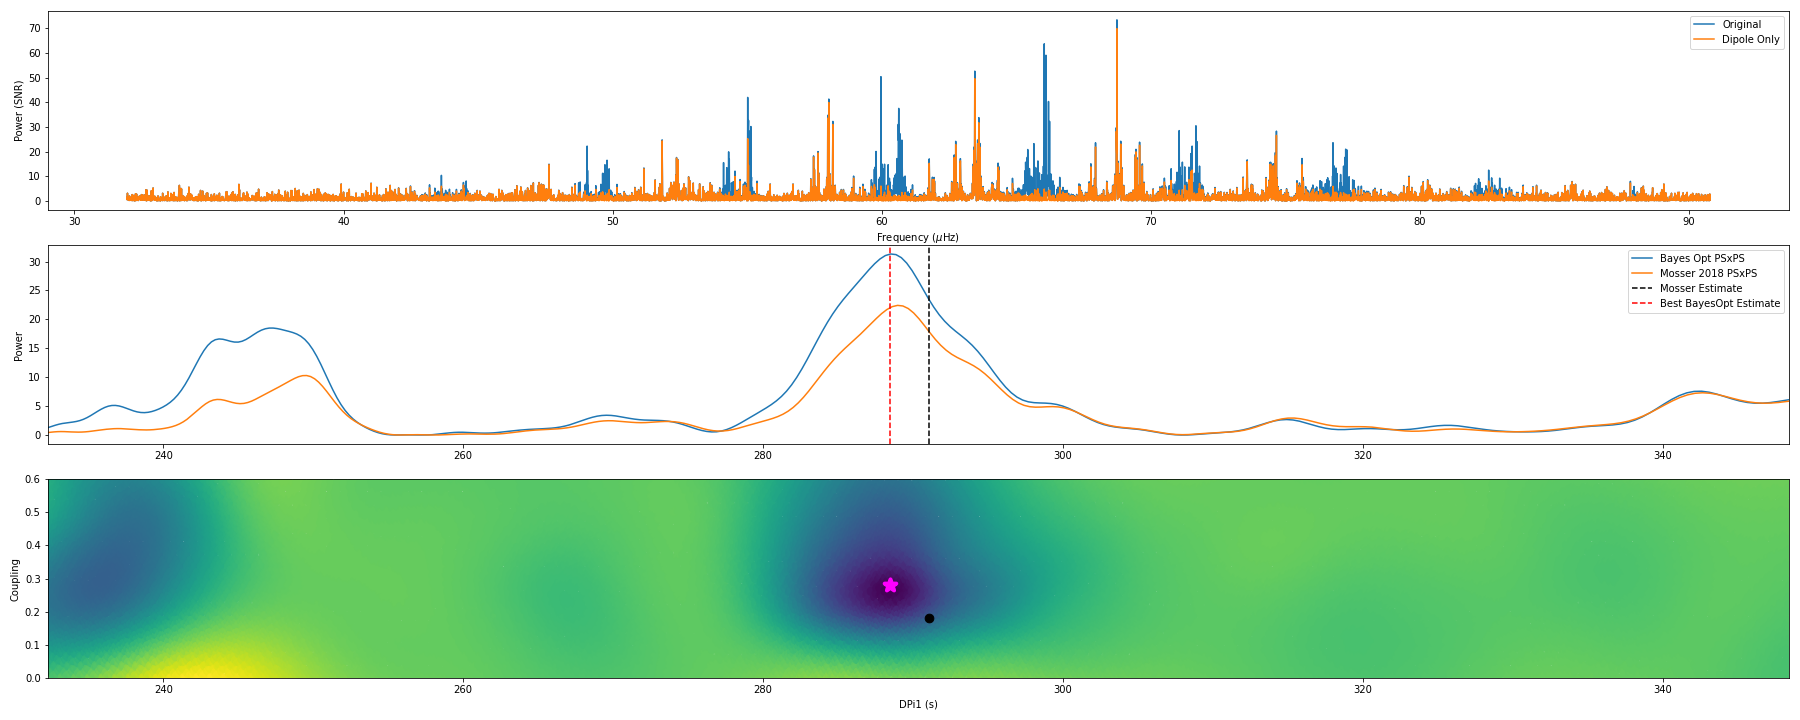 Power (SNR)
70
60
50
40
30
20
10
0
Original
Dipole Only
30 40 50 60 70 80 90
Frequency (μHz)
Power
30
25
20
15
10
5
0
Bayes Opt PSxPS
Mosser 2018 PSxPS
Mosser Estimate
Best BayesOpt Estimate
240 260 280 300 320 340
Coupling
0.6
0.5
0.4
0.3
0.2
0.1
0.0
240 260 280 300 320 340
DPi1 (s)